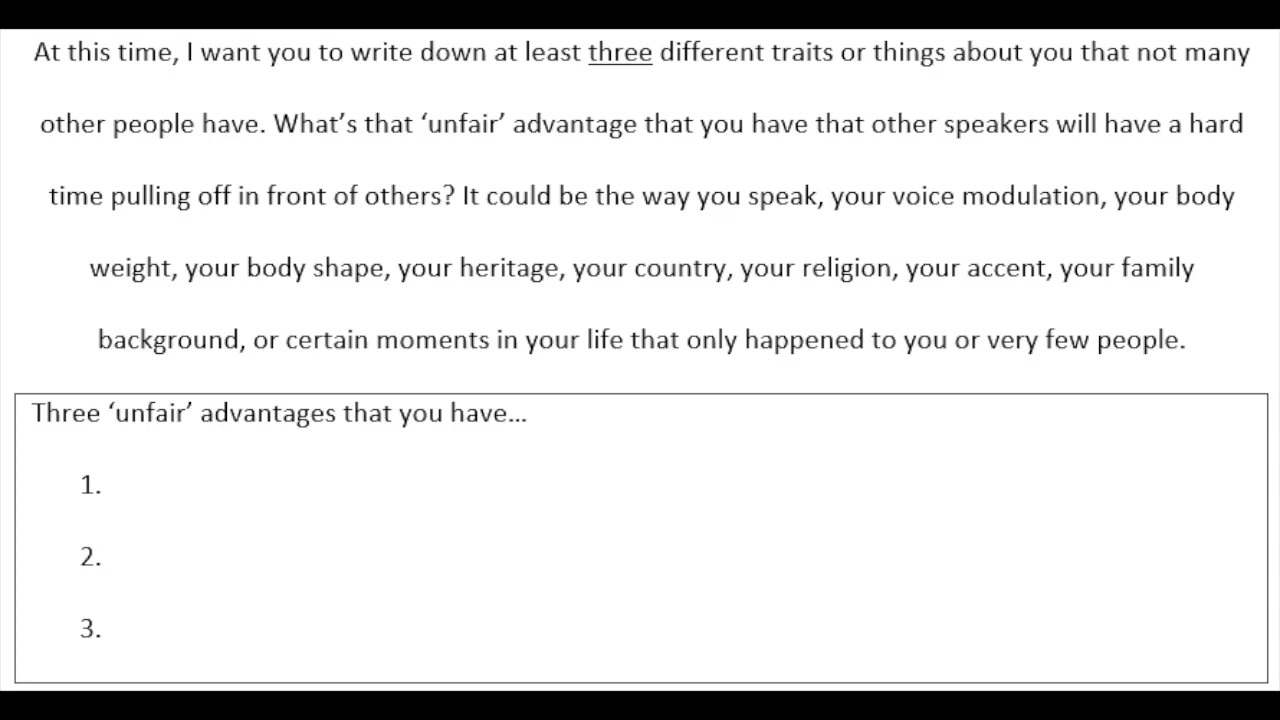 At this time, I want you to write down at least three different traits or things about you that not many
other people have. What’s that ‘unfair’ advantage that you have that other speakers will have a hard
time pulling off in front of others? It could be the way you speak, your voice modulation, your body
weight, your body shape, your heritage, your country, your religion, your accent, your family
background, or certain moments in your life that only happened to you or very few people.
Three ‘unfair’ advantages that you have…
1.
2.
3.